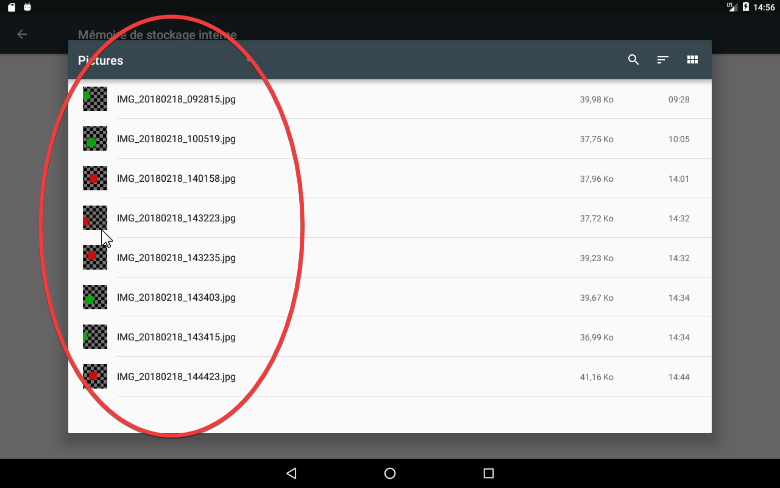 14:56
Mémoire de stockage interne
Pictures
IMG_20180218_092815.jpg 39,98 Ko 09:28
IMG_20180218_100519.jpg 37,75 Ko 10:05
IMG_20180218_140158.jpg 37,96 Ko 14:01
IMG_20180218_143223.jpg 37,72 Ko 14:32
IMG_20180218_143235.jpg 39,23 Ko 14:32
IMG_20180218_143403.jpg 39,67 Ko 14:34
IMG_20180218_143415.jpg 36,99 Ko 14:34
IMG_20180218_144423.jpg 41,16 Ko 14:44